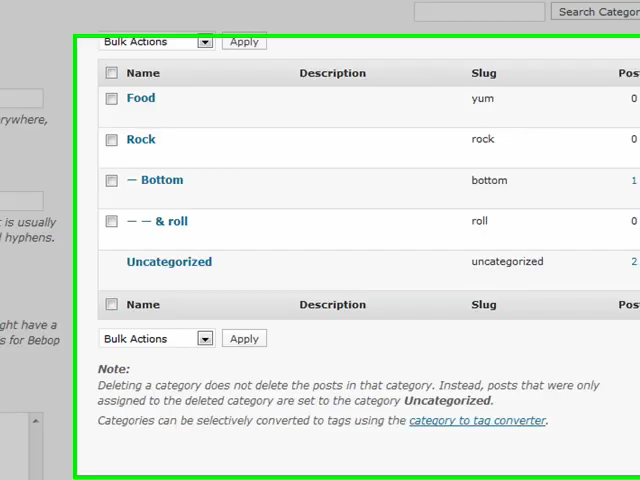 Search Categor
Bulk Actions Apply
Name Description Slug Pos
Food yum 0
rywhere,
Rock rock 0
— Bottom bottom 1
t is usually
— — & roll roll 0
d hyphens.
Uncategorized uncategorized 2
Name Description Slug Pos
ght have a
s for Bebop
Bulk Actions Apply
Note:
Deleting a category does not delete the posts in that category. Instead, posts that were only
assigned to the deleted category are set to the category Uncategorized.
Categories can be selectively converted to tags using the category to tag converter.